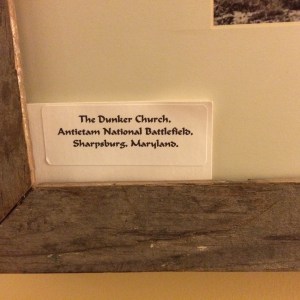 The Dunker Church.
Antietam National Battlefield.
Sharpsburg, Maryland.